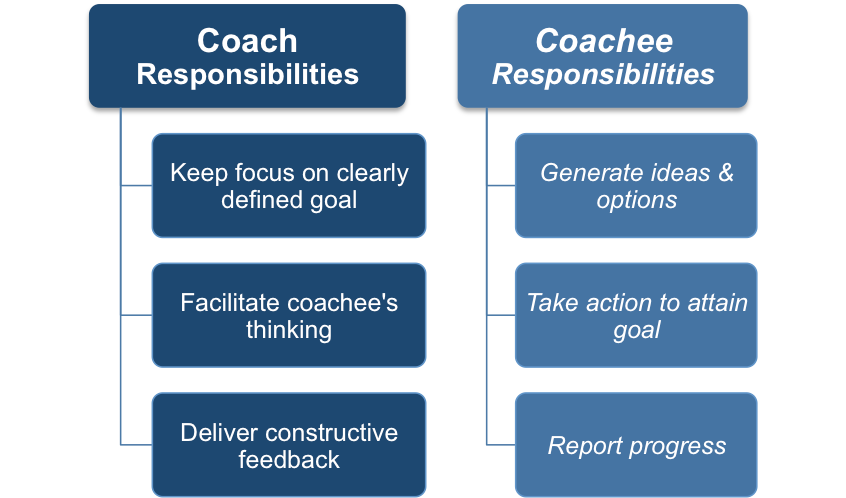 Coach
Responsibilities
Keep focus on clearly
defined goal
Facilitate coachee's
thinking
Deliver constructive
feedback
Coachee
Responsibilities
Generate ideas &
options
Take action to attain
goal
Report progress